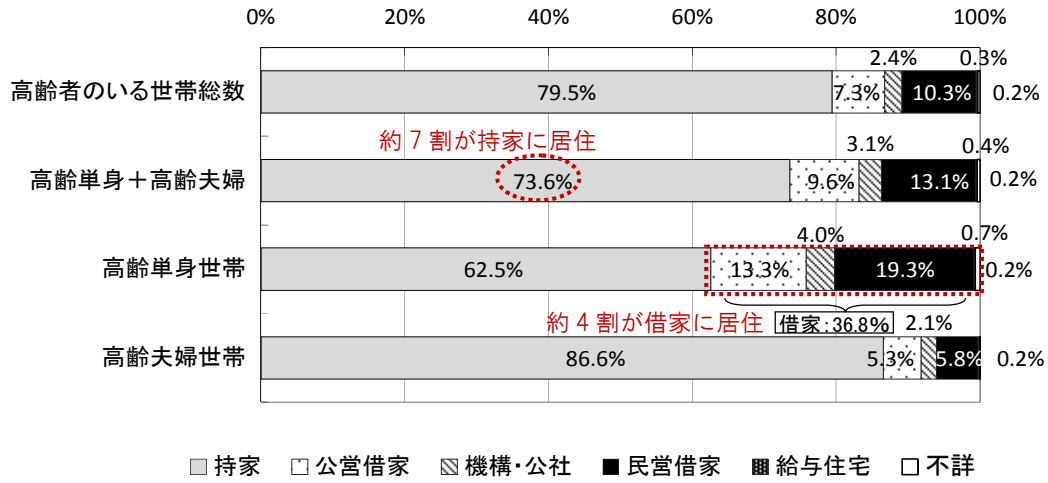 0% 20% 40% 60% 80% 100%
2.4% 0.3%
高齢者のいる世帯総数 79.5% 7.3% 10.3% 0.2%
約7割が持家に居住 3.1% 0.4%
高齢単身+高齢夫婦 73.6% 9.6% 13.1% 0.2%
4.0% 0.7%
高齢単身世帯 62.5% 13.3% 19.3% 0.2%
約4割が借家に居住 借家:36.8% 2.1%
高齢夫婦世帯 86.6% 5.3% 5.8% 0.2%
持家 公営借家 機構・公社 民営借家 給与住宅 不詳